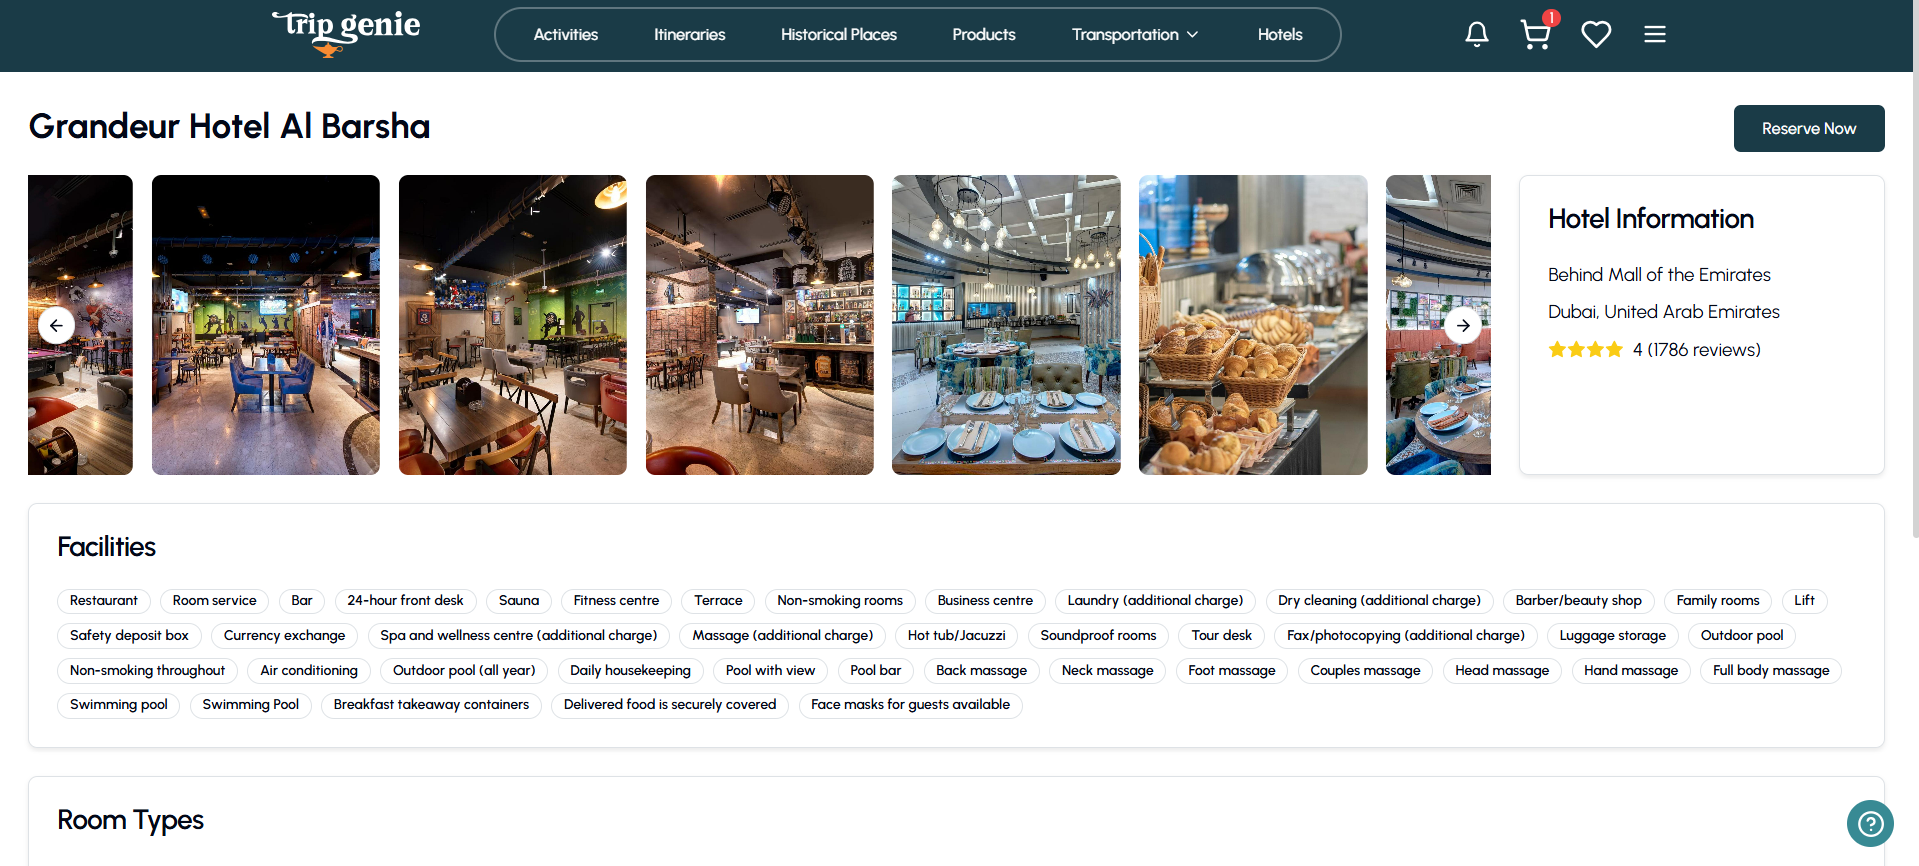 trip genie
Activities Itineraries Historical Places Products Transportation Hotels
1
Grandeur Hotel Al Barsha
Reserve Now
Hotel Information
Behind Mall of the Emirates
Dubai, United Arab Emirates
4 (1786 reviews)
Facilities
Restaurant Room service Bar 24-hour front desk Sauna Fitness centre Terrace Non-smoking rooms Business centre Laundry (additional charge) Dry cleaning (additional charge) Barber/beauty shop Family rooms Lift
Safety deposit box Currency exchange Spa and wellness centre (additional charge) Massage (additional charge) Hot tub/Jacuzzi Soundproof rooms Tour desk Fax/photocopying (additional charge) Luggage storage Outdoor pool
Non-smoking throughout Air conditioning Outdoor pool (all year) Daily housekeeping Pool with view Pool bar Back massage Neck massage Foot massage Couples massage Head massage Hand massage Full body massage
Swimming pool Swimming Pool Breakfast takeaway containers Delivered food is securely covered Face masks for guests available
Room Types